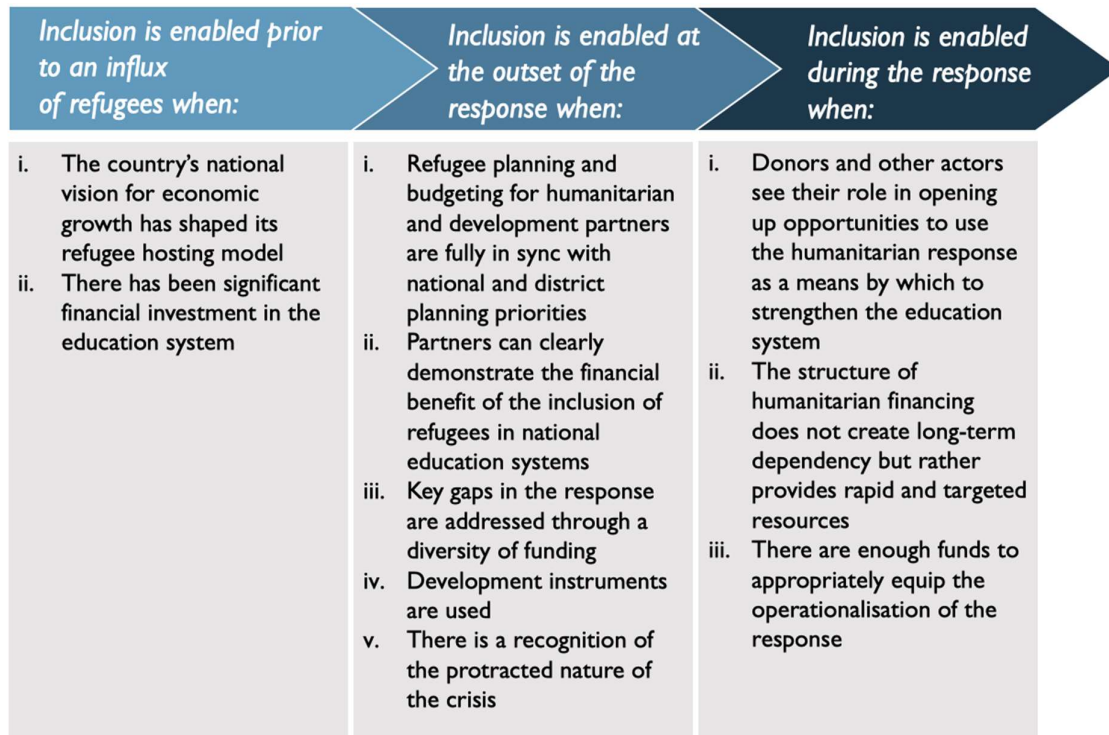 Inclusion is enabled prior
to an influx
of refugees when:
i. The country's national
vision for economic
growth has shaped its
refugee hosting model
ii. There has been significant
financial investment in the
education system
Inclusion is enabled at
the outset of the
response when:
i. Refugee planning and
budgeting for humanitarian
and development partners
are fully in sync with
national and district
planning priorities
ii. Partners can clearly
demonstrate the financial
benefit of the inclusion of
refugees in national
education systems
iii. Key gaps in the response
are addressed through a
diversity of funding
iv. Development instruments
are used
v. There is a recognition of
the protracted nature of
the crisis
Inclusion is enabled
during the response
when:
i. Donors and other actors
see their role in opening
up opportunities to use
the humanitarian response
as a means by which to
strengthen the education
system
ii. The structure of
humanitarian financing
does not create long-term
dependency but rather
provides rapid and targeted
resources
iii. There are enough funds to
appropriately equip the
operationalisation of the
response